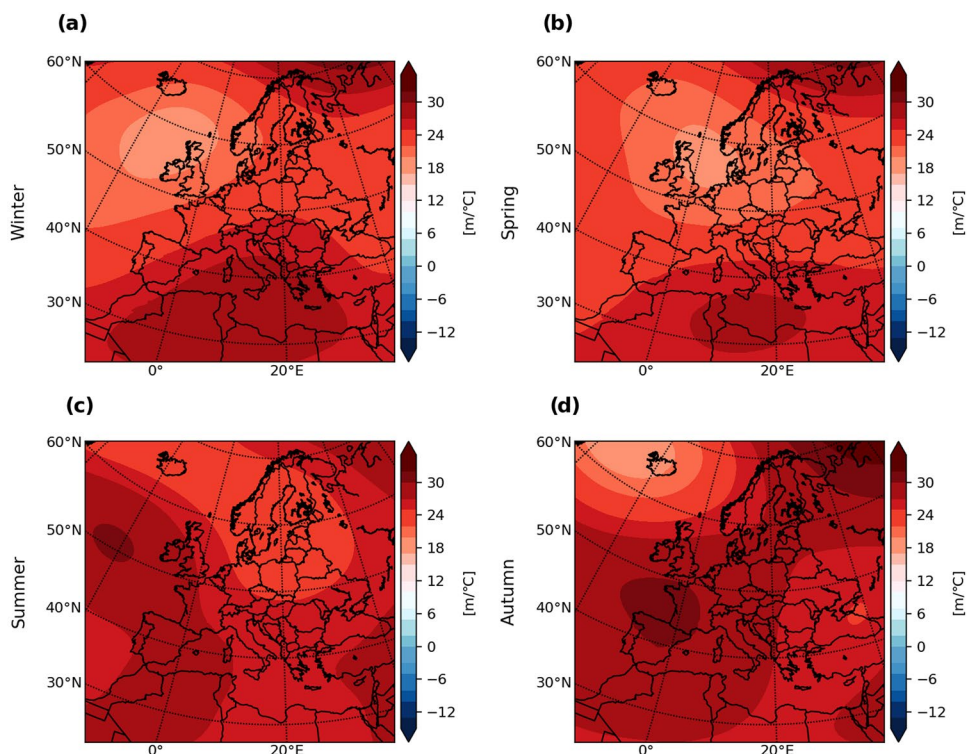 (a)
(b)
60°N
50°N
40°N
30°N
0°
20°E
Winter
30
24
18
12
6
0
−6
−12
[m/°C]
60°N
50°N
40°N
30°N
0°
20°E
Spring
30
24
18
12
6
0
−6
−12
[m/°C]
(c)
(d)
60°N
50°N
40°N
30°N
0°
20°E
Summer
30
24
18
12
6
0
−6
−12
[m/°C]
60°N
50°N
40°N
30°N
0°
20°E
Autumn
30
24
18
12
6
0
−6
−12
[m/°C]